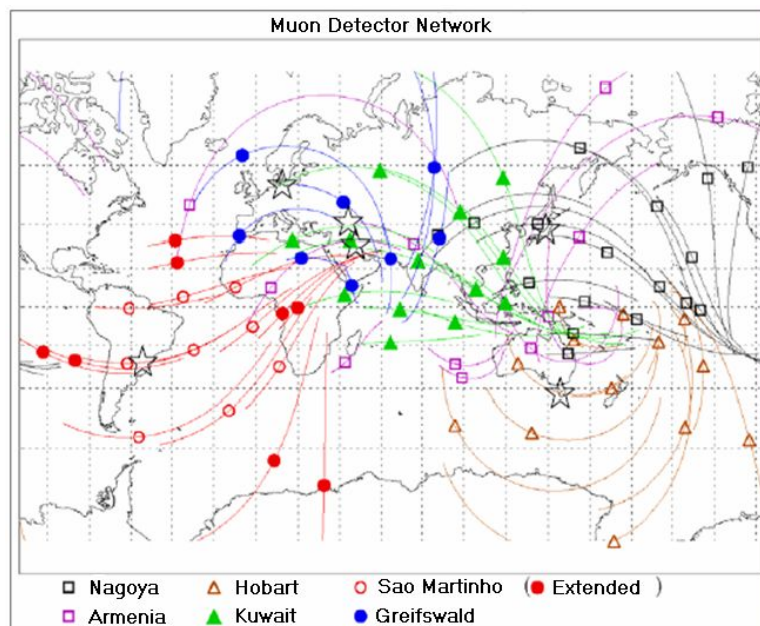 Muon Detector Network
Nagoya Hobart Sao Martinho ( Extended )
Armenia Kuwait Greifswald